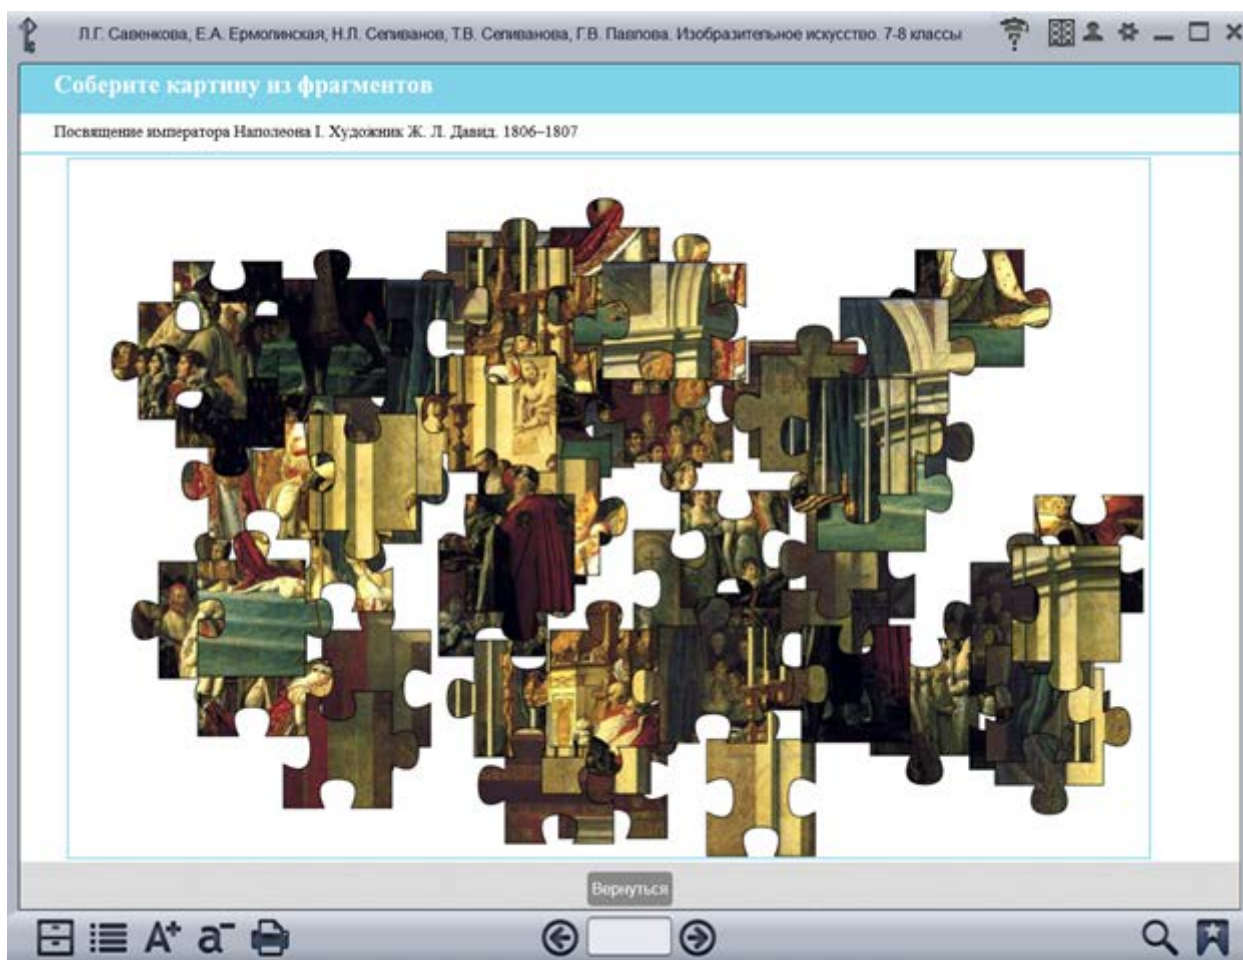 Л.Г. Савенкова, Е.А. Ермолинская, Н.Л. Селиванов, Т.В. Селиванова, Г.В. Павлова. Изобразительное искусство. 7-8 классы
Соберите картину из фрагментов
Посвящение императора Наполеона I. Художник Ж. Л. Давид. 1806–1807
Вернуться
A+ a-